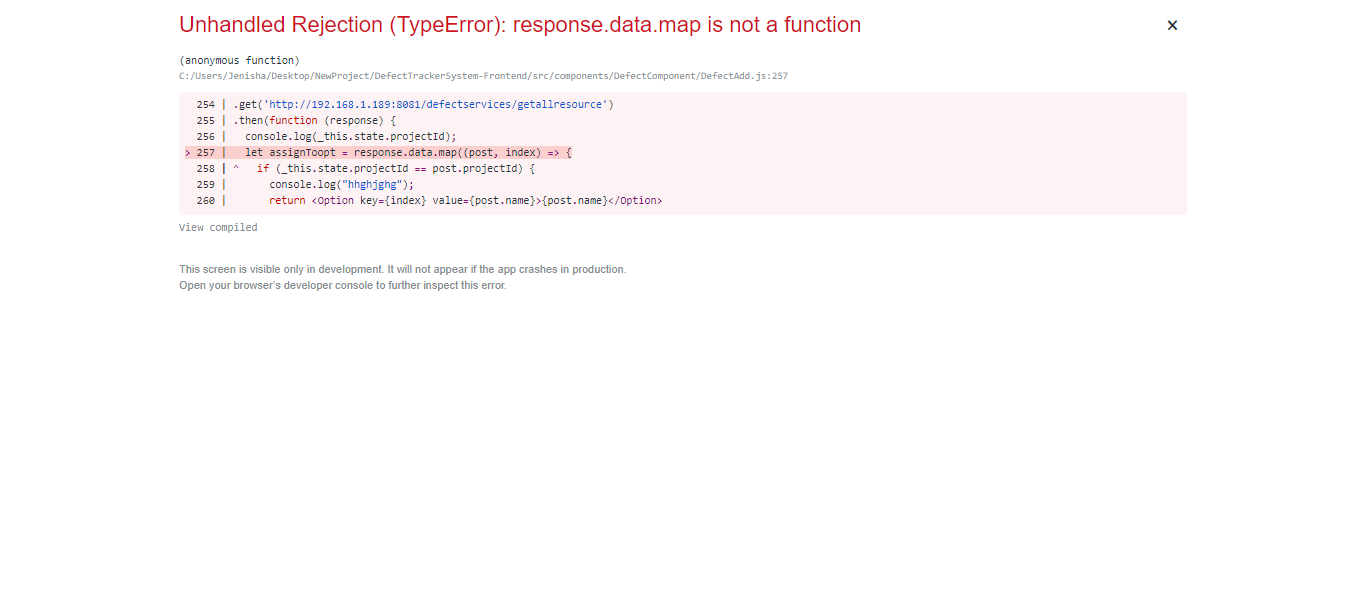 Unhandled Rejection (TypeError): response.data.map is not a function
×
(anonymous function)
C:/Users/Jenisha/Desktop/NewProject/DefectTrackerSystem-Frontend/src/components/DefectComponent/DefectAdd.js:257
254 | .get('http://192.168.1.189:8081/defectservices/getallresource')
255 | .then(function (response) {
256 |   console.log(_this.state.projectId);
> 257 |   let assignToopt = response.data.map((post, index) => {
258 | ^   if (_this.state.projectId == post.projectId) {
259 |       console.log("hhghjghg");
260 |       return <Option key={index} value={post.name}>{post.name}</Option>
View compiled
This screen is visible only in development. It will not appear if the app crashes in production.
Open your browser's developer console to further inspect this error.